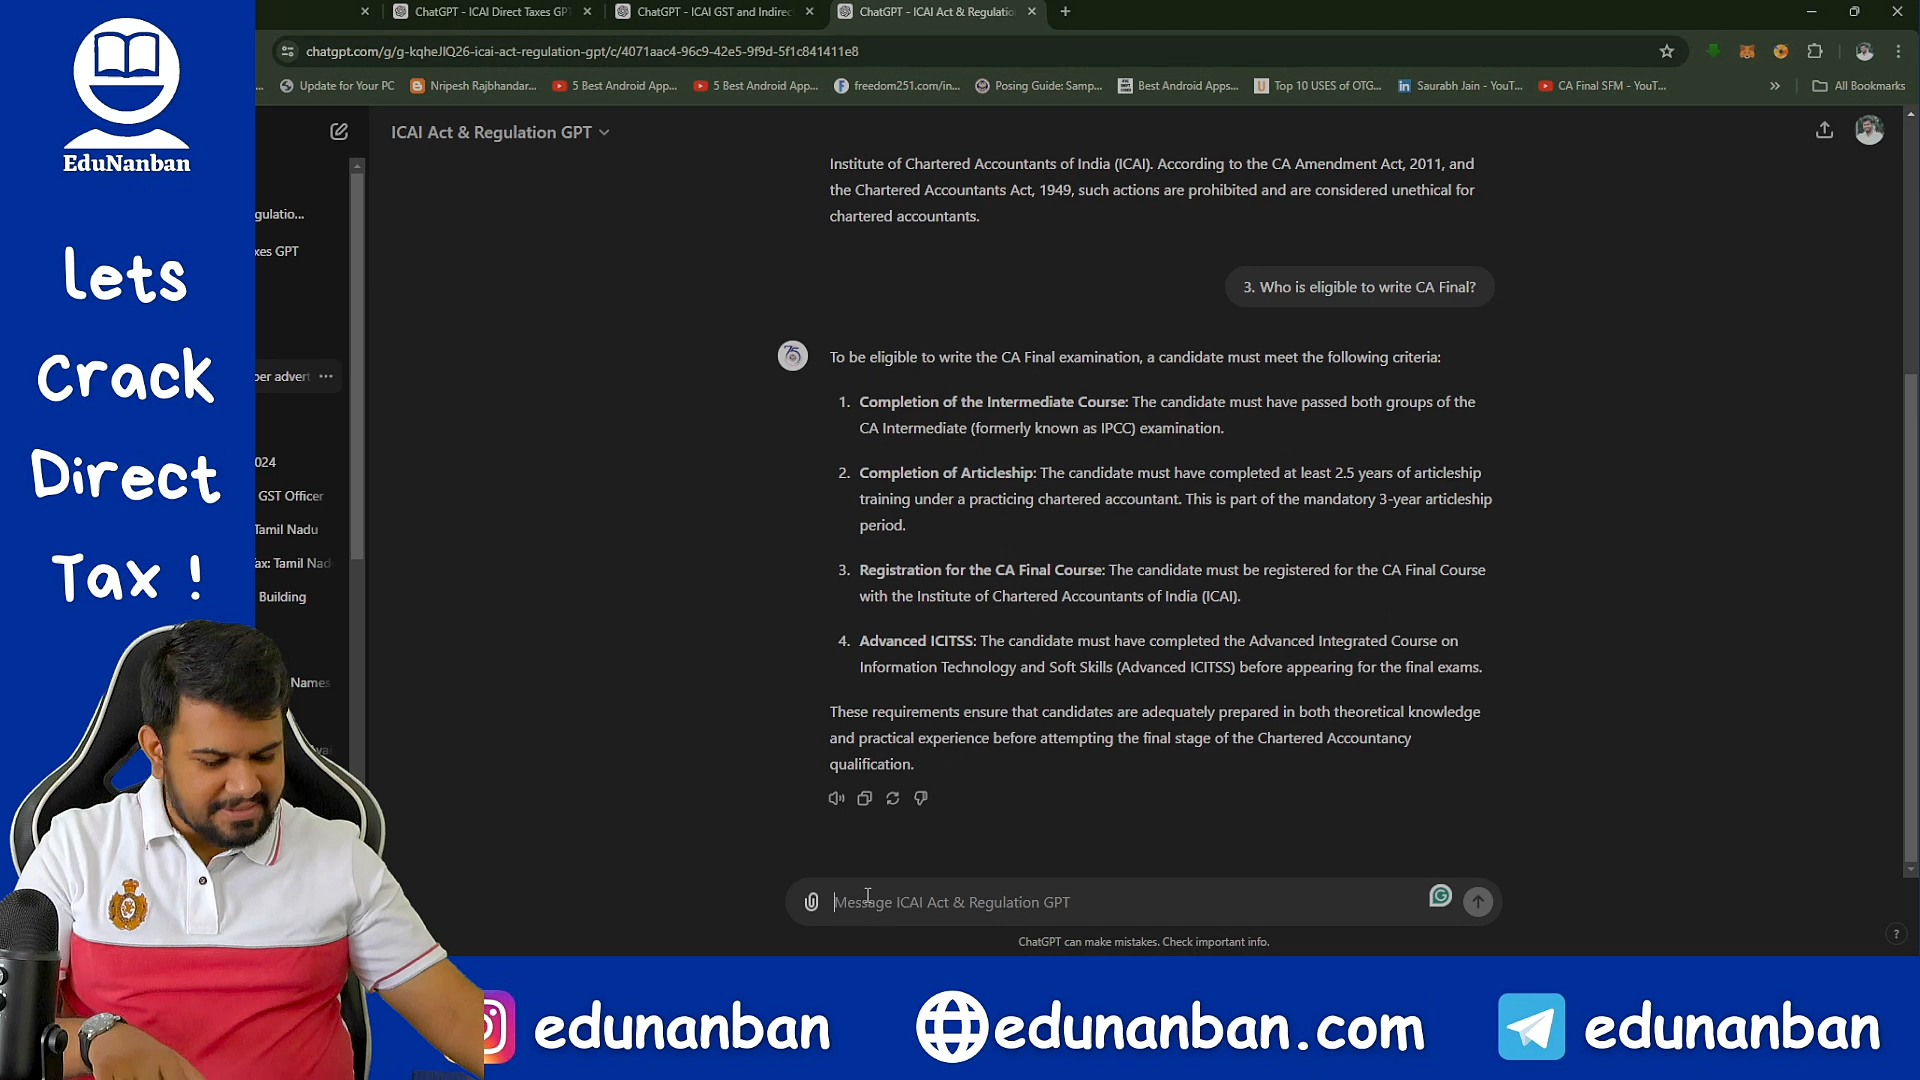 EduNanban
lets
Crack
Direct
Tax !
ChatGPT - ICAI Direct Taxes GP
ChatGPT - ICAI GST and Indirec
ChatGPT - ICAI Act & Regulatio
chatgpt.com/g/g-kqheJlQ26-icai-act-regulation-gpt/c/4071aac4-96c9-42e5-9f9d-5f1c841411e8
Update for Your PC
Nripesh Rajbhandar...
5 Best Android App...
5 Best Android App...
freedom251.com/in...
Posing Guide: Samp...
Best Android Apps...
Top 10 USES of OTG...
Saurabh Jain - YouT...
CA Final SFM - YouT...
All Bookmarks
gulatio...
xes GPT
per advert
2024
GST Officer
Tamil Nadu
ax: Tamil Nad
Building
Names
ICAI Act & Regulation GPT
Institute of Chartered Accountants of India (ICAI). According to the CA Amendment Act, 2011, and
the Chartered Accountants Act, 1949, such actions are prohibited and are considered unethical for
chartered accountants.
3. Who is eligible to write CA Final?
To be eligible to write the CA Final examination, a candidate must meet the following criteria:
1. Completion of the Intermediate Course: The candidate must have passed both groups of the
CA Intermediate (formerly known as IPCC) examination.
2. Completion of Articleship: The candidate must have completed at least 2.5 years of articleship
training under a practicing chartered accountant. This is part of the mandatory 3-year articleship
period.
3. Registration for the CA Final Course: The candidate must be registered for the CA Final Course
with the Institute of Chartered Accountants of India (ICAI).
4. Advanced ICITSS: The candidate must have completed the Advanced Integrated Course on
Information Technology and Soft Skills (Advanced ICITSS) before appearing for the final exams.
These requirements ensure that candidates are adequately prepared in both theoretical knowledge
and practical experience before attempting the final stage of the Chartered Accountancy
qualification.
Message ICAI Act & Regulation GPT
ChatGPT can make mistakes. Check important info.
?
edunanban
edunanban.com
edunanban